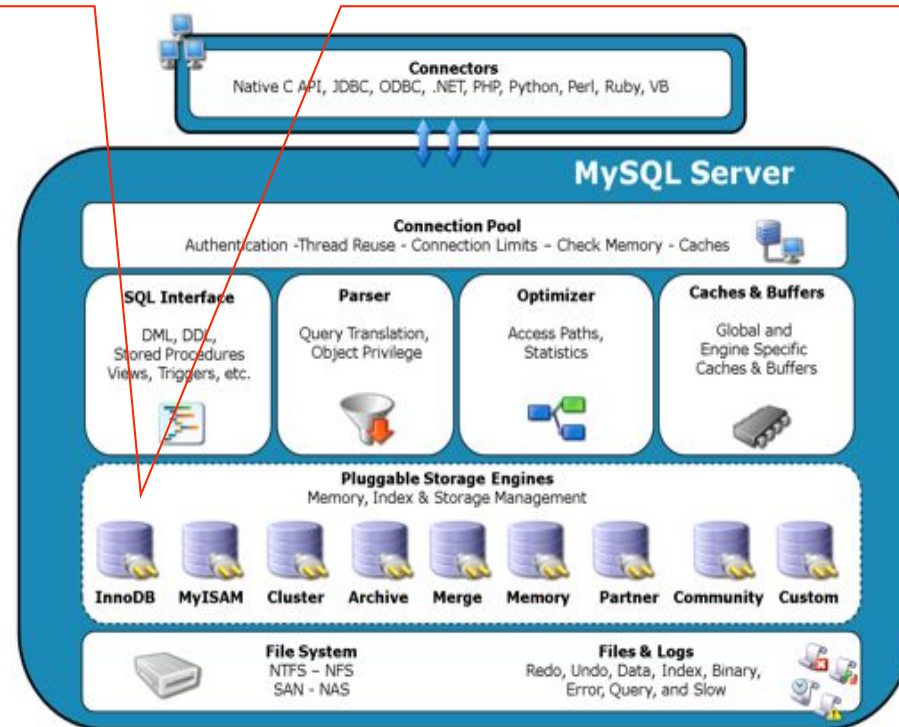 Connectors
Native C API, JDBC, ODBC, .NET, PHP, Python, Perl, Ruby, VB
MySQL Server
Connection Pool
Authentication -Thread Reuse - Connection Limits – Check Memory - Caches
SQL Interface
DML, DDL,
Stored Procedures
Views, Triggers, etc.
Parser
Query Translation,
Object Privilege
Optimizer
Access Paths,
Statistics
Caches & Buffers
Global and
Engine Specific
Caches & Buffers
Pluggable Storage Engines
Memory, Index & Storage Management
InnoDB MyISAM Cluster Archive Merge Memory Partner Community Custom
File System
NTFS – NFS
SAN - NAS
Files & Logs
Redo, Undo, Data, Index, Binary,
Error, Query, and Slow